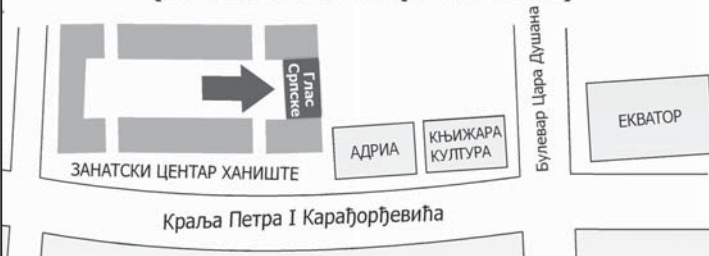 Глас
Српске
АДРИА
КЊИЖАРА
КУЛТУРА
Булевар Цара Душана
ЕКВАТОР
ЗАНАТСКИ ЦЕНТАР ХАНИШТЕ
Краља Петра I Карађорђевића